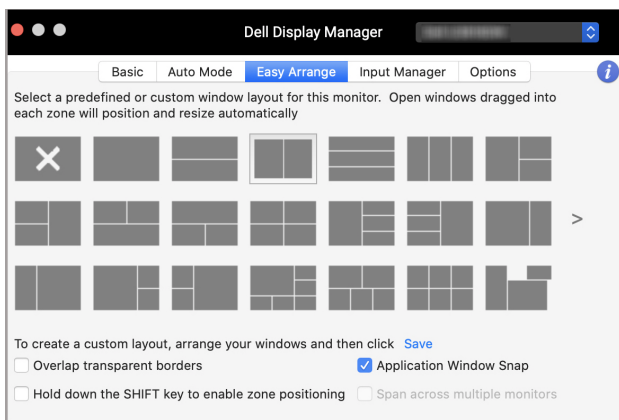 Dell Display Manager
Basic
Auto Mode
Easy Arrange
Input Manager
Options
i
Select a predefined or custom window layout for this monitor. Open windows dragged into
each zone will position and resize automatically
>
To create a custom layout, arrange your windows and then click Save
Overlap transparent borders
Application Window Snap
Hold down the SHIFT key to enable zone positioning
Span across multiple monitors